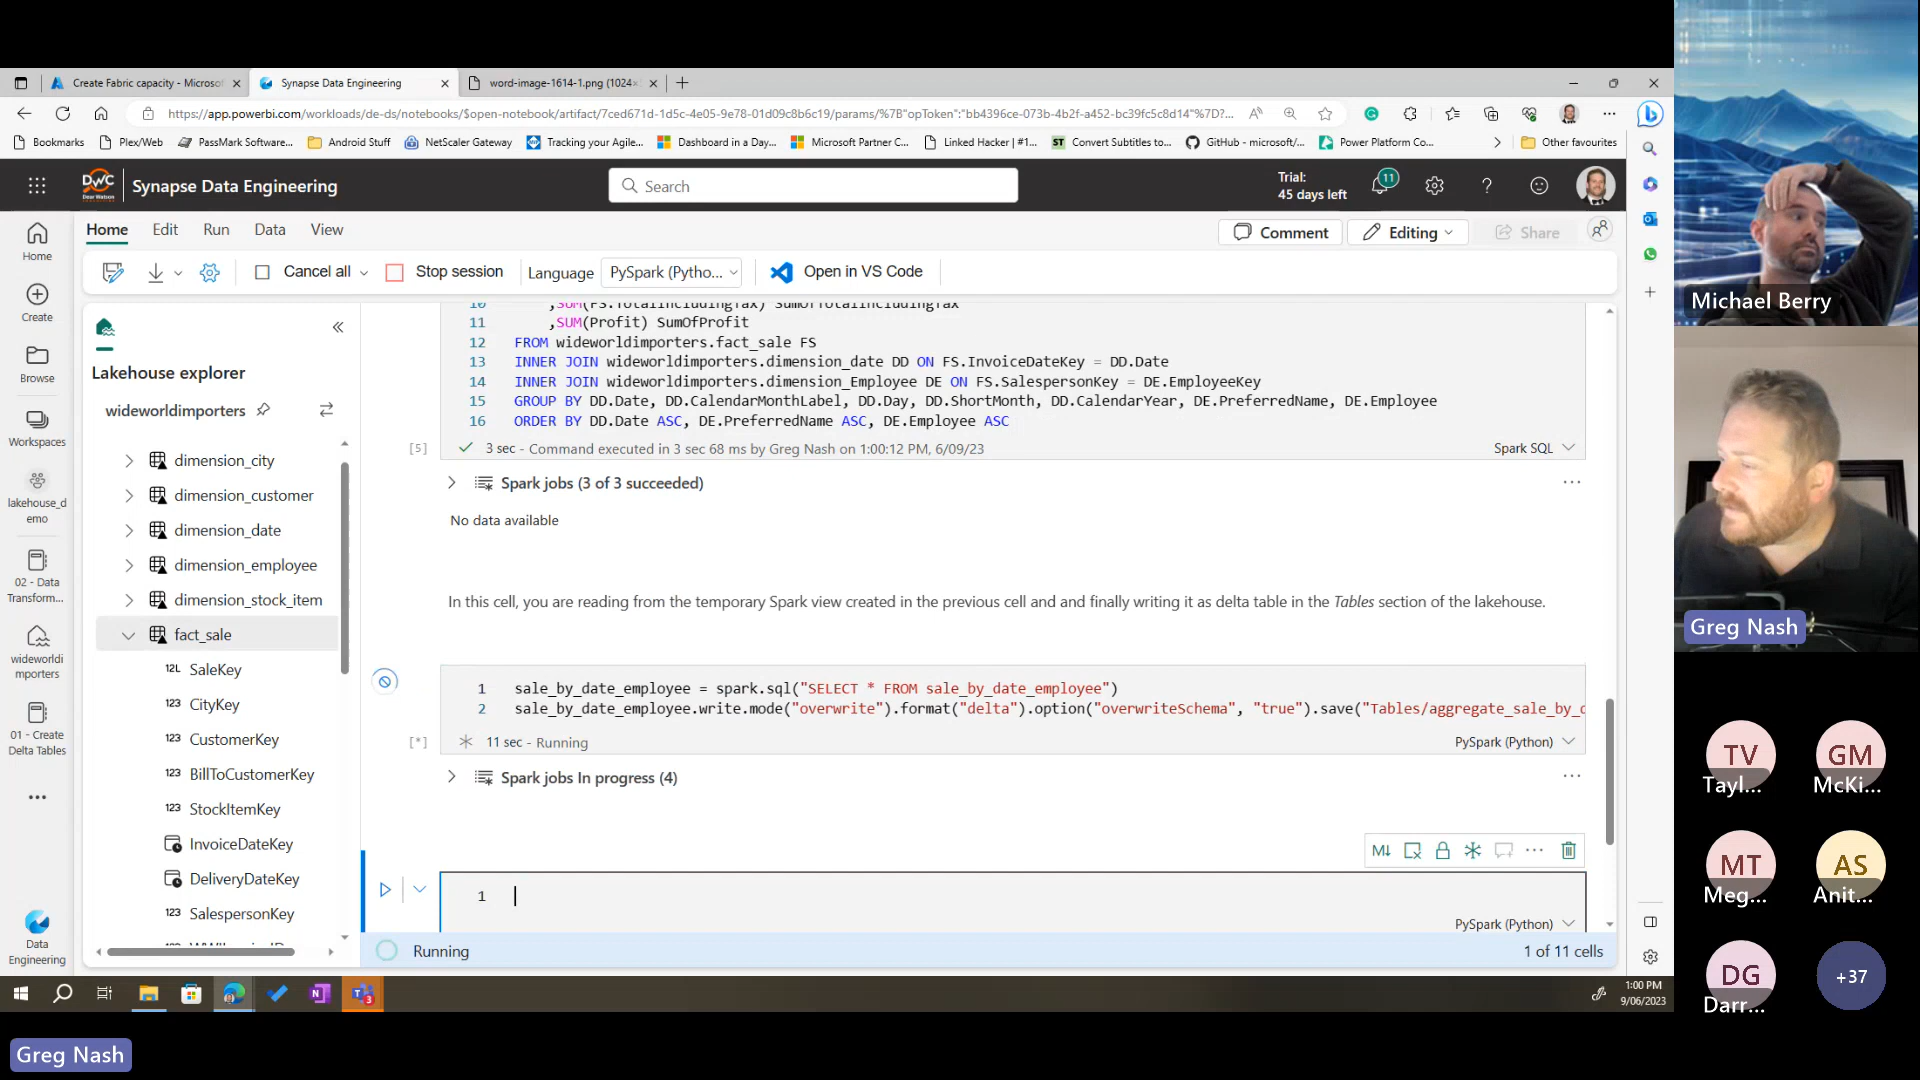 Create Fabric capacity - Microsof
Synapse Data Engineering
word-image-1614-1.png (1024×
https://app.powerbi.com/workloads/de-ds/notebooks/$open-notebook/artifact/7ced671d-1d5c-4e05-9e78-01d09c8b6c19/params/%7B"opToken":"bb4396ce-073b-4b2f-a452-bc39fc5c8d14"%7D?...
Bookmarks
Plex/Web
PassMark Software...
Android Stuff
NetScaler Gateway
Tracking your Agile...
Dashboard in a Day...
Microsoft Partner C...
Linked Hacker | #1...
ST Convert Subtitles to...
GitHub - microsoft/...
Power Platform Co...
Other favourites
DWC
Synapse Data Engineering
Search
Trial:
45 days left
11
Home Edit Run Data View
Comment
Editing
Share
Cancel all
Stop session
Language
PySpark (Pytho...
Open in VS Code
Home
Create
Browse
Workspaces
lakehouse_d
emo
02 - Data
Transform...
wideworldi
mporters
01 - Create
Delta Tables
Data
Engineering
Lakehouse explorer
wideworldimporters
dimension_city
dimension_customer
dimension_date
dimension_employee
dimension_stock_item
fact_sale
12L SaleKey
123 CityKey
123 CustomerKey
123 BillToCustomerKey
123 StockItemKey
InvoiceDateKey
DeliveryDateKey
123 SalespersonKey
10 ,SUM(FS.TotalIncludingTax) SumOfTotalIncludingTax
11 ,SUM(Profit) SumOfProfit
12 FROM wideworldimporters.fact_sale FS
13 INNER JOIN wideworldimporters.dimension_date DD ON FS.InvoiceDateKey = DD.Date
14 INNER JOIN wideworldimporters.dimension_Employee DE ON FS.SalespersonKey = DE.EmployeeKey
15 GROUP BY DD.Date, DD.CalendarMonthLabel, DD.Day, DD.ShortMonth, DD.CalendarYear, DE.PreferredName, DE.Employee
16 ORDER BY DD.Date ASC, DE.PreferredName ASC, DE.Employee ASC
[5] 3 sec - Command executed in 3 sec 68 ms by Greg Nash on 1:00:12 PM, 6/09/23
Spark SQL
Spark jobs (3 of 3 succeeded)
No data available
In this cell, you are reading from the temporary Spark view created in the previous cell and and finally writing it as delta table in the Tables section of the lakehouse.
1 sale_by_date_employee = spark.sql("SELECT * FROM sale_by_date_employee")
2 sale_by_date_employee.write.mode("overwrite").format("delta").option("overwriteSchema", "true").save("Tables/aggregate_sale_by_d
[*] 11 sec - Running
PySpark (Python)
Spark jobs In progress (4)
M↓
1
PySpark (Python)
Running
1 of 11 cells
1:00 PM
9/06/2023
Michael Berry
Greg Nash
TV
Tayl...
GM
McKi...
MT
Meg...
AS
Anit...
DG
Darr...
+37
Greg Nash